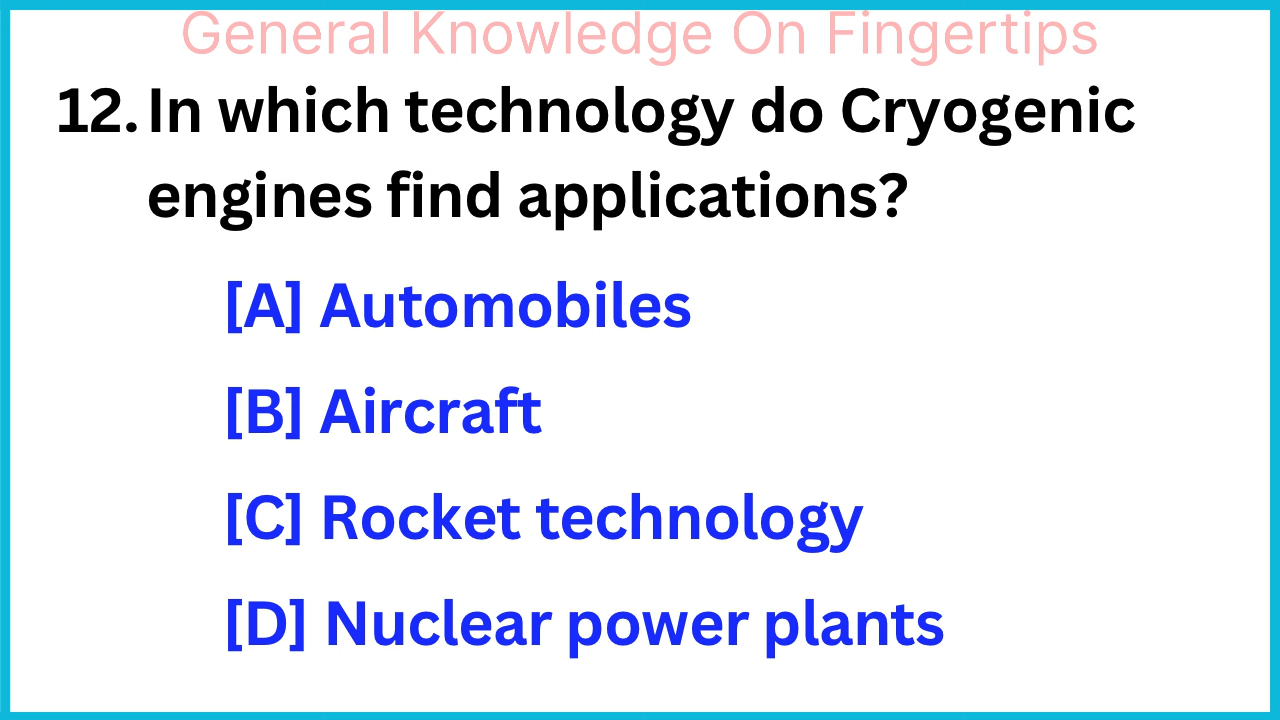 General Knowledge On Fingertips
12. In which technology do Cryogenic
engines find applications?
[A] Automobiles
[B] Aircraft
[C] Rocket technology
[D] Nuclear power plants